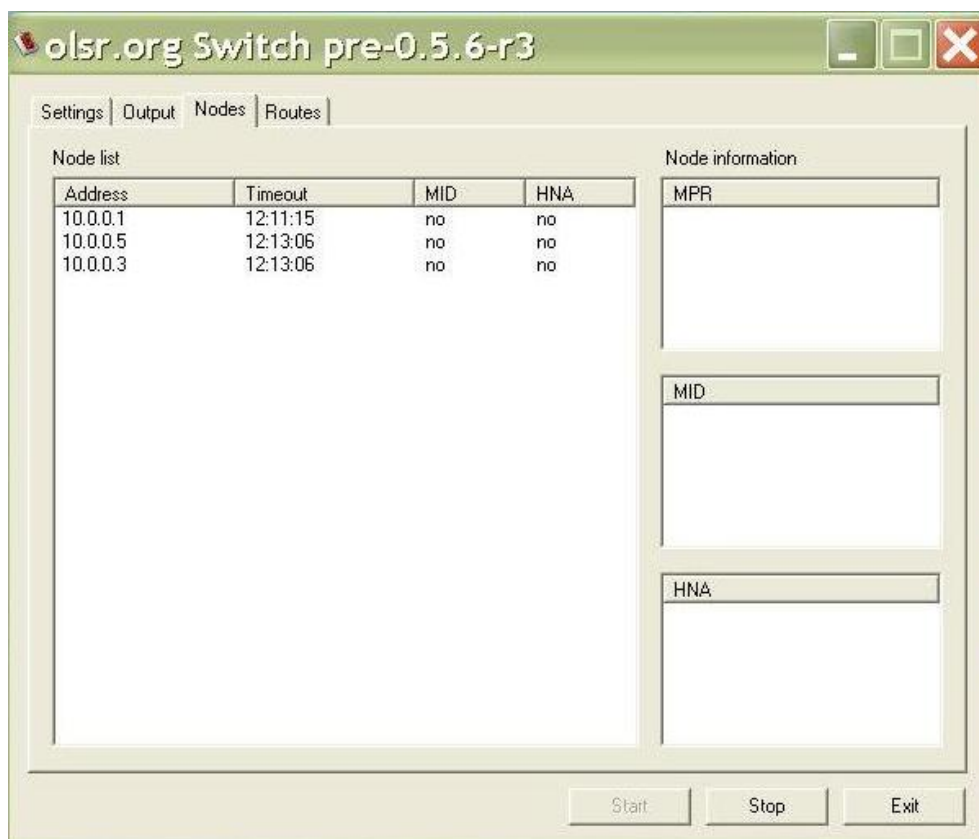 olsr.org Switch pre-0.5.6-r3
Settings Output Nodes Routes
Node list Node information
Address Timeout MID HNA MPR
10.0.0.1 12:11:15 no no
10.0.0.5 12:13:06 no no
10.0.0.3 12:13:06 no no
MID
HNA
Start Stop Exit